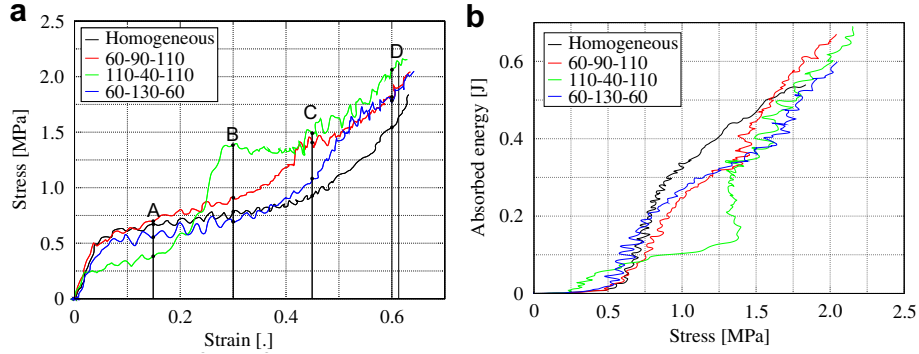 a
Stress [MPa]
2.5
2.0
1.5
1.0
0.5
0
Homogeneous
60-90-110
110-40-110
60-130-60
A
B
C
D
0
0.2
0.4
0.6
Strain [.]
b
Absorbed energy [J]
0.6
0.4
0.2
0
Homogeneous
60-90-110
110-40-110
60-130-60
0
0.5
1.0
1.5
2.0
2.5
Stress [MPa]